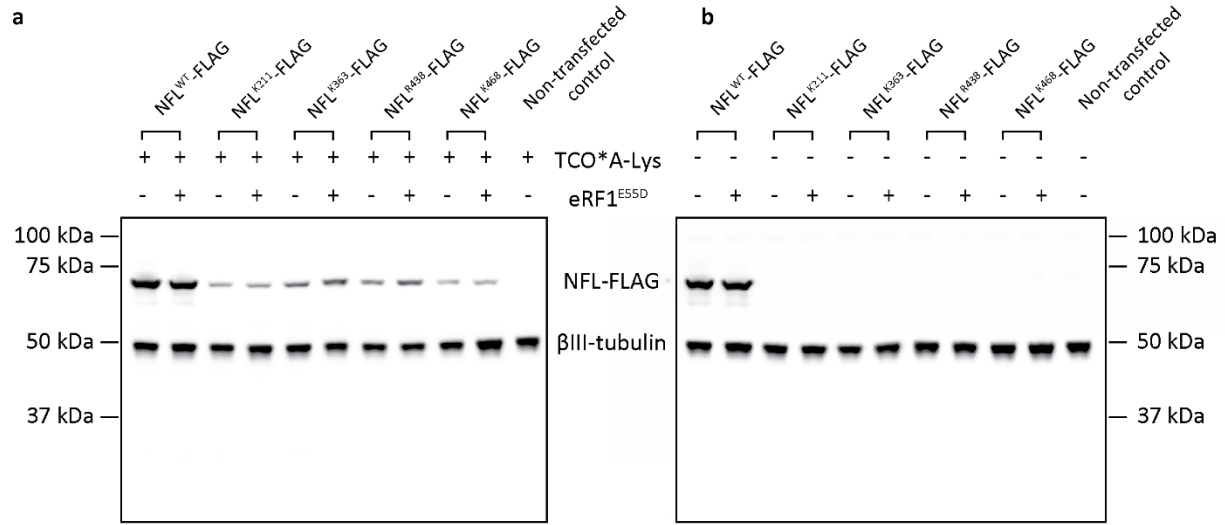 a
NFL^WT-FLAG
NFL^K211-FLAG
NFL^K363-FLAG
NFL^R438-FLAG
NFL^K468-FLAG
Non-transfected
control
b
NFL^WT-FLAG
NFL^K211-FLAG
NFL^K363-FLAG
NFL^R438-FLAG
NFL^K468-FLAG
Non-transfected
control
+ + + + + + + + + + + TCO*A-Lys - - - - - - - - - - -
- + - + - + - + - + - eRF1^E55D - + - + - + - + - + -
100 kDa 100 kDa
75 kDa 75 kDa
NFL-FLAG
50 kDa βIII-tubulin 50 kDa
37 kDa 37 kDa